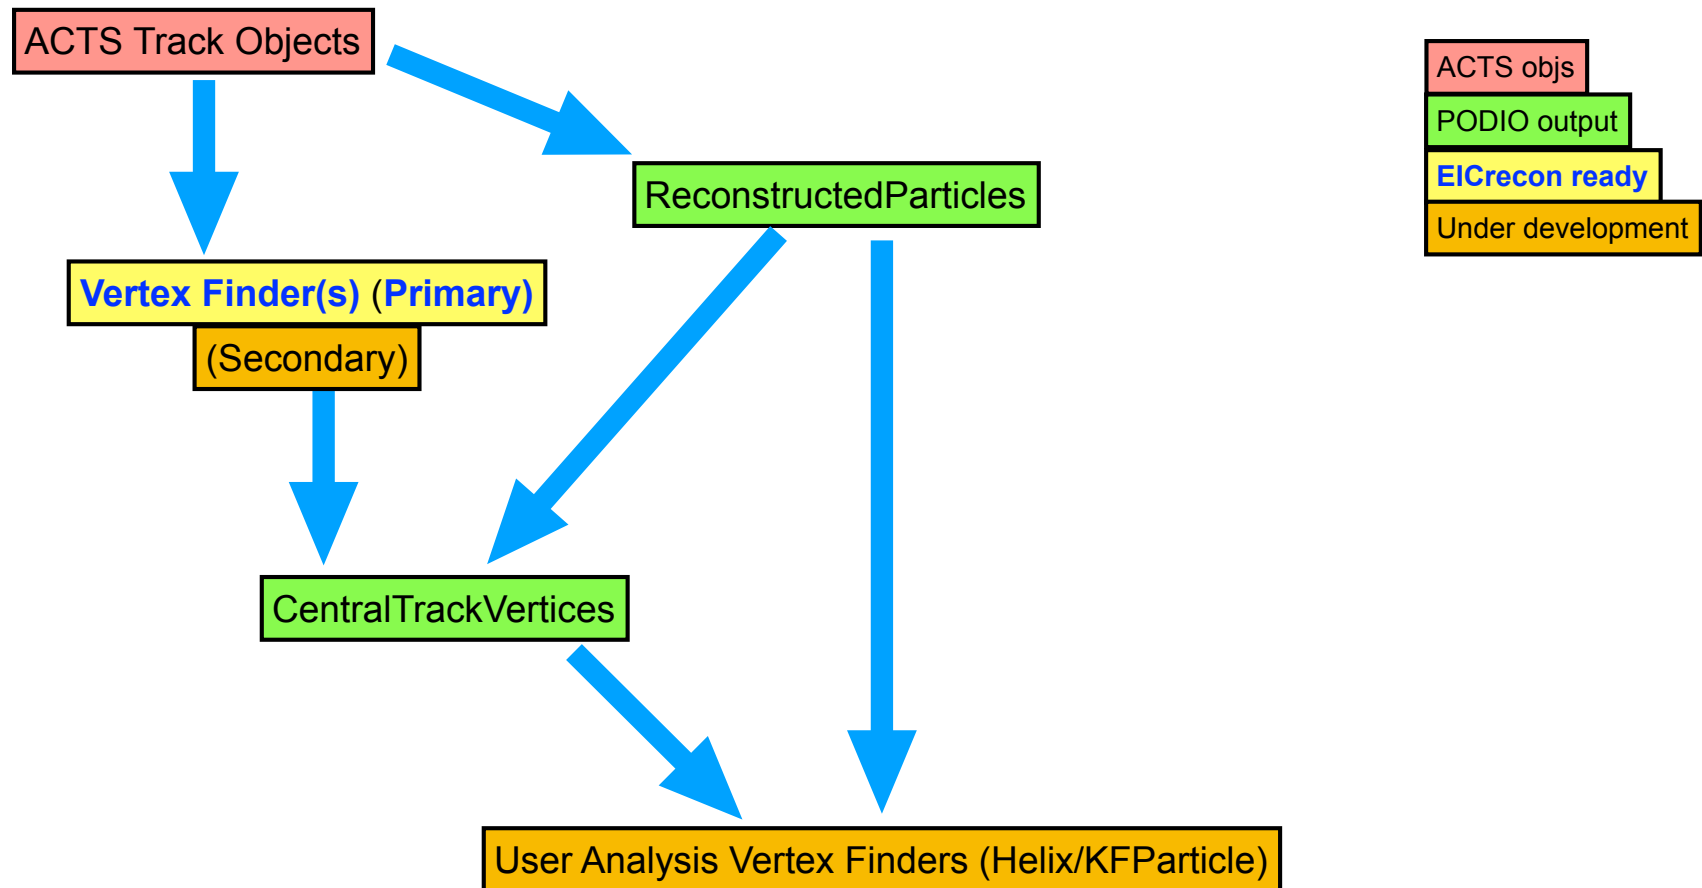 ACTS Track Objects
ACTS objs
PODIO output
EICrecon ready
Under development
ReconstructedParticles
Vertex Finder(s) (Primary)
(Secondary)
CentralTrackVertices
User Analysis Vertex Finders (Helix/KFParticle)